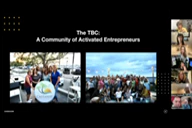 The TBC:
A Community of Activated Entrepreneurs